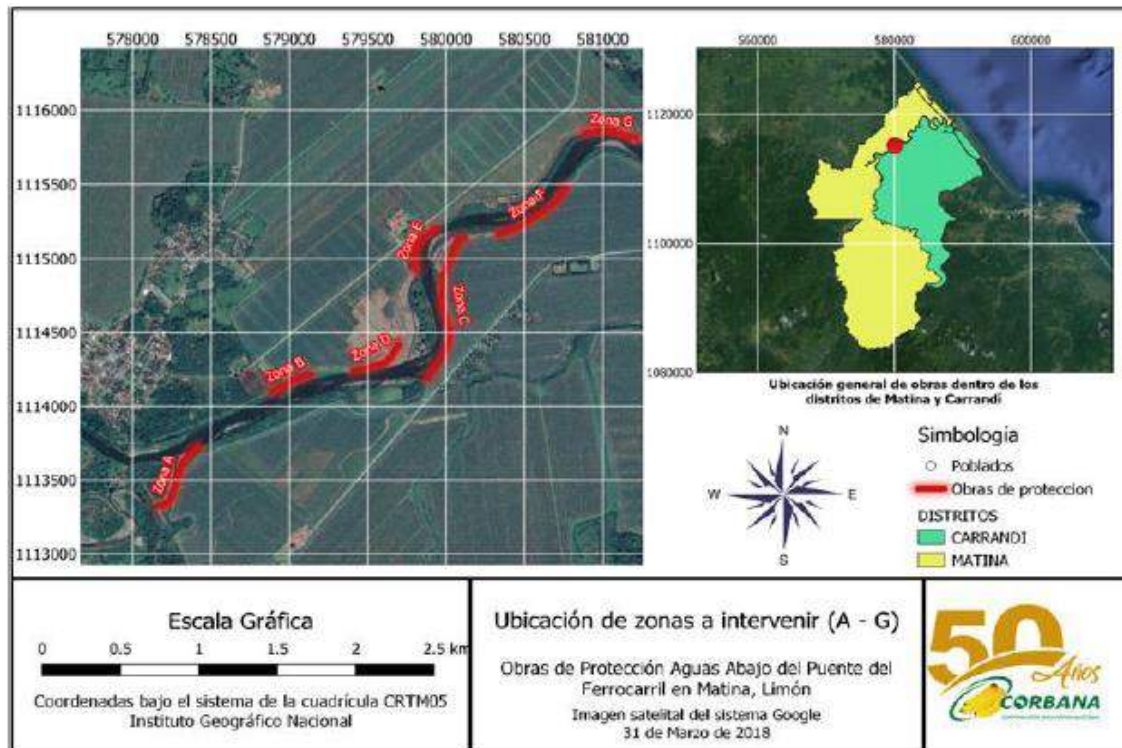 578000 578500 579000 579500 580000 580500 581000
1116000
1115500
1115000
1114500
1114000
1113500
1113000
Zona G
Zona F
Zona E
Zona C
Zona D
Zona B
Zona A
560000 580000 600000
1120000
1100000
1080000
Ubicación general de obras dentro de los
distritos de Matina y Carrandi
N
W E
S
Simbologia
Poblados
Obras de proteccion
DISTRITOS
CARRANDI
MATINA
Escala Gráfica
0 0.5 1 1.5 2 2.5 km
Coordenadas bajo el sistema de la cuadrícula CRTM05
Instituto Geográfico Nacional
Ubicación de zonas a intervenir (A - G)
Obras de Protección Aguas Abajo del Puente del
Ferrocarril en Matina, Limón
Imagen satelital del sistema Google
31 de Marzo de 2018
50 Años
CORBANA